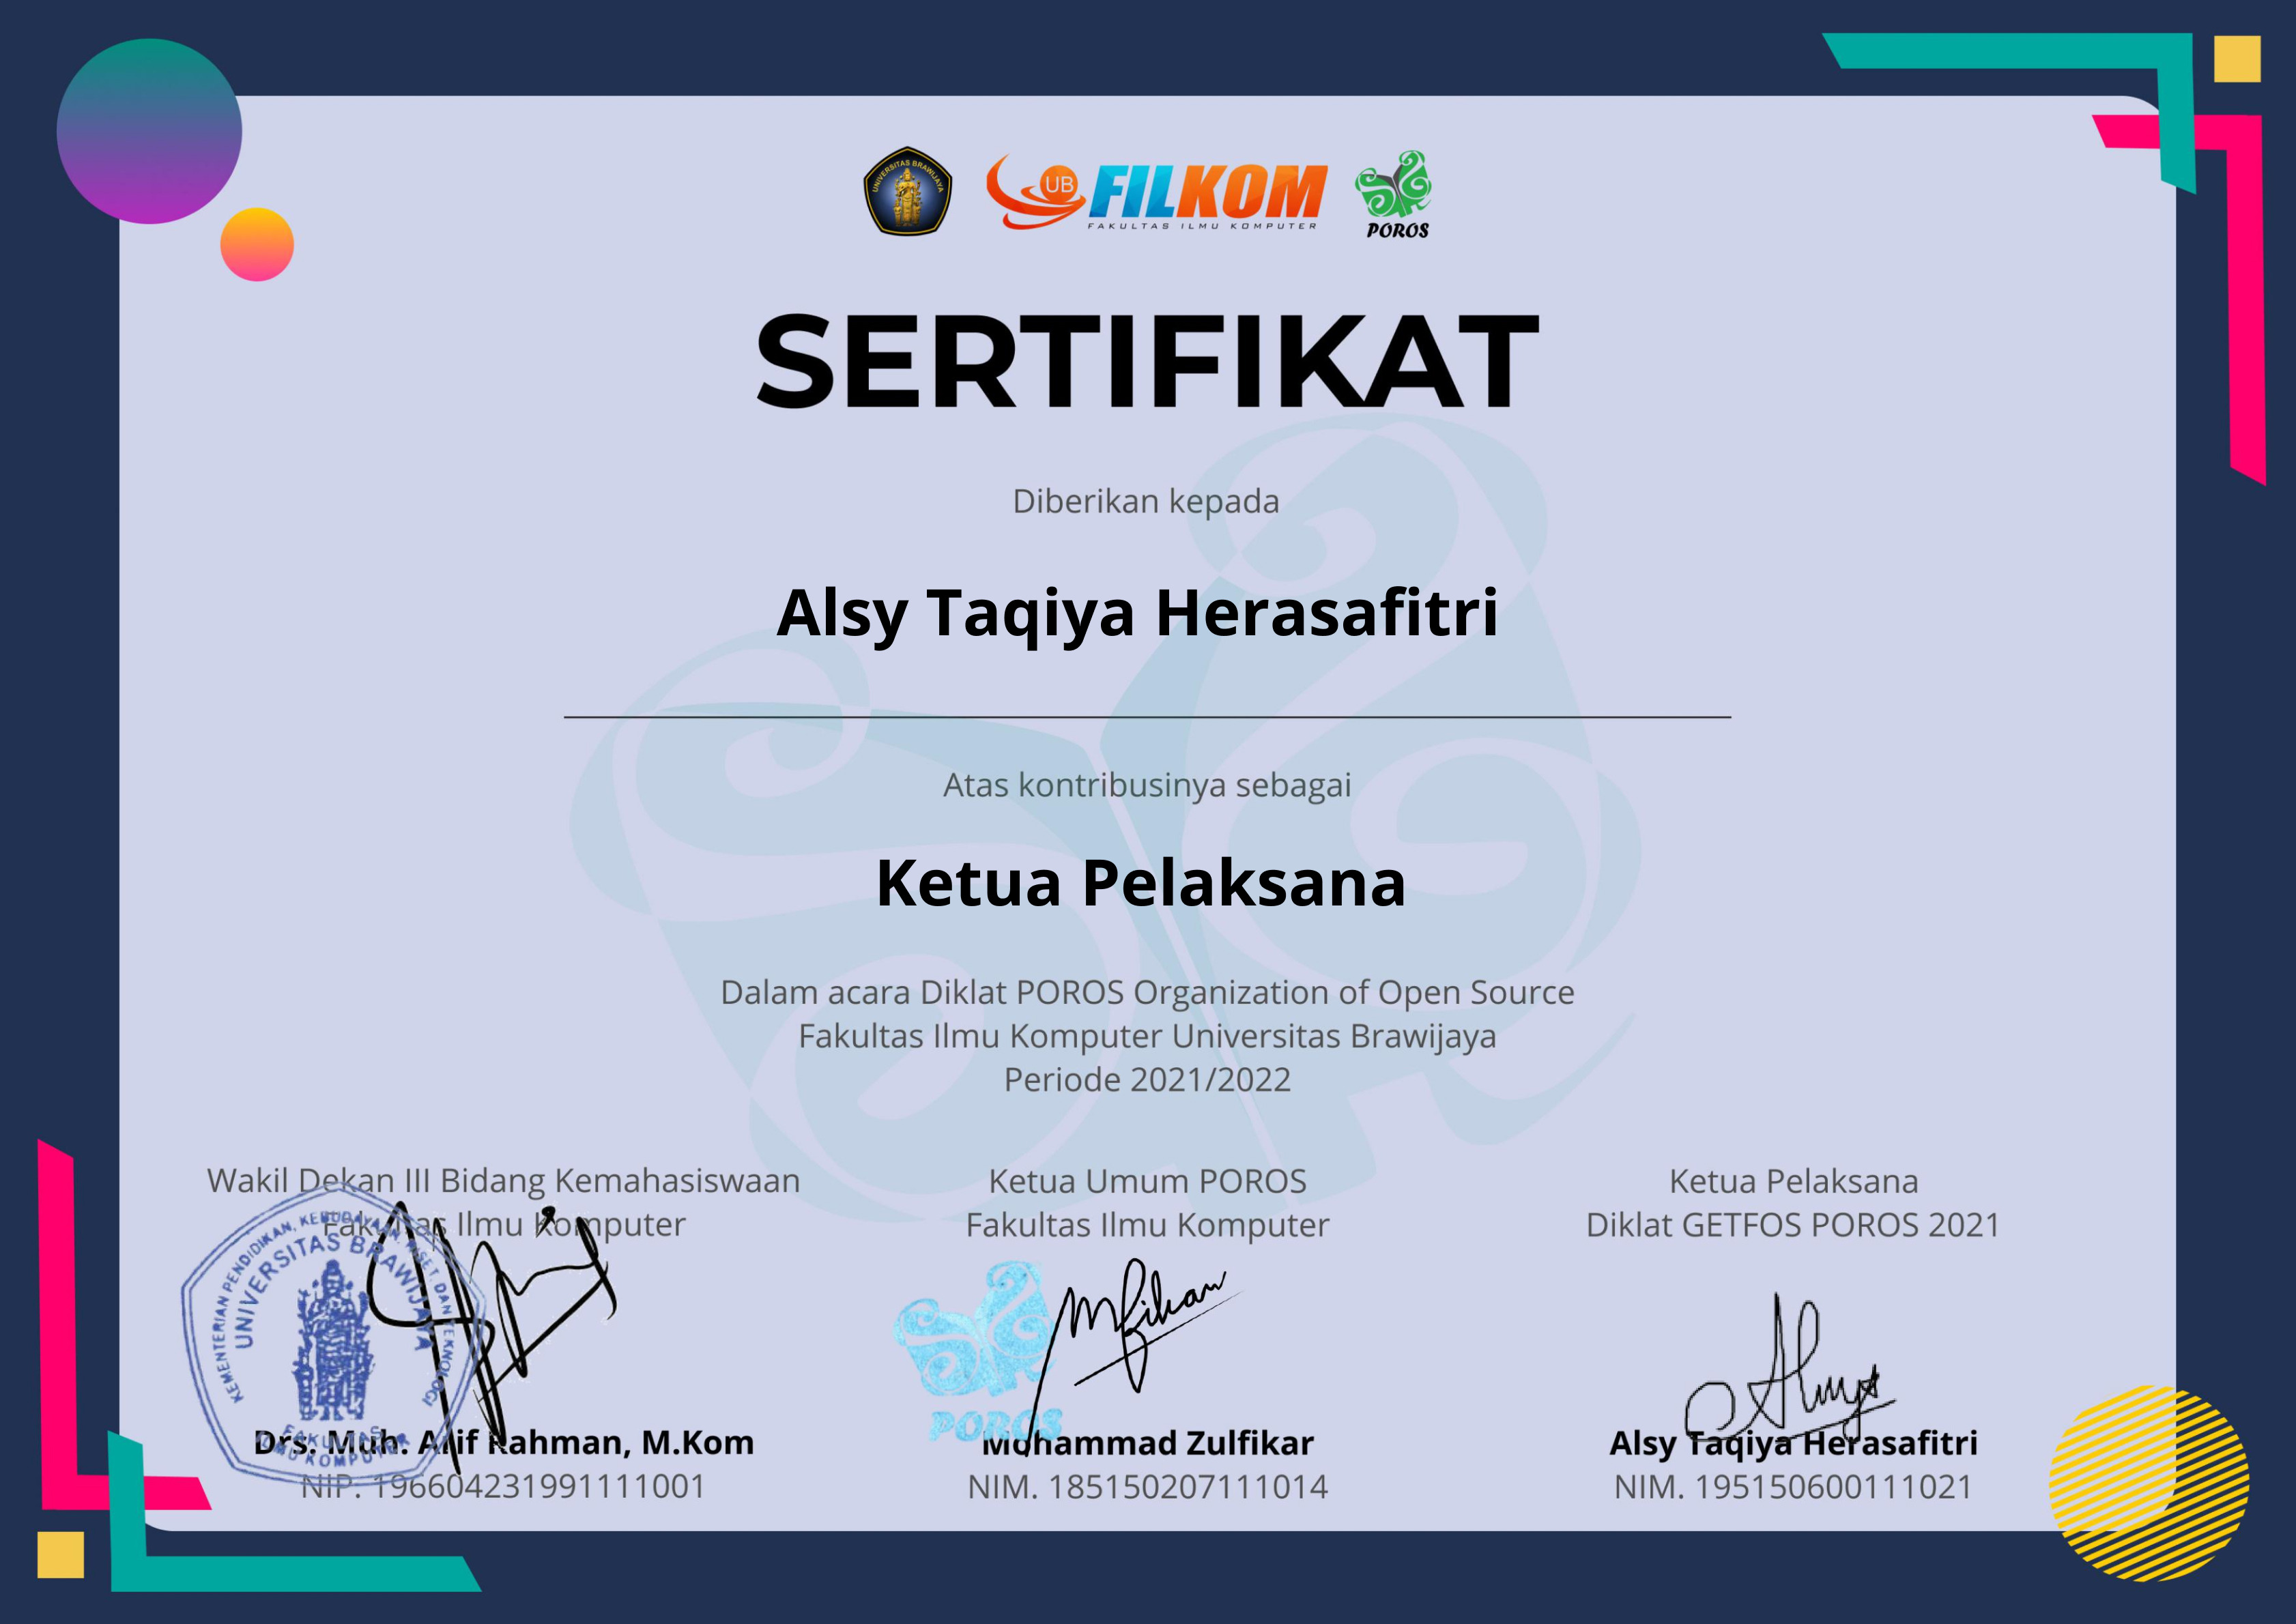 UNIVERSITAS BRAWIJAYA
UB FILKOM
FAKULTAS ILMU KOMPUTER
POROS
SERTIFIKAT
Diberikan kepada
Alsy Taqiya Herasafitri
Atas kontribusinya sebagai
Ketua Pelaksana
Dalam acara Diklat POROS Organization of Open Source
Fakultas Ilmu Komputer Universitas Brawijaya
Periode 2021/2022
Wakil Dekan III Bidang Kemahasiswaan
Fakultas Ilmu Komputer
KEMENTERIAN PENDIDIKAN, KEBUDAYAAN, RISET DAN TEKNOLOGI
UNIVERSITAS BRAWIJAYA
FAKULTAS
ILMU KOMPUTER
Drs. Muh. Arif Rahman, M.Kom
NIP. 196604231991111001
Ketua Umum POROS
Fakultas Ilmu Komputer
POROS
Mohammad Zulfikar
NIM. 185150207111014
Ketua Pelaksana
Diklat GETFOS POROS 2021
Alsy Taqiya Herasafitri
NIM. 195150600111021